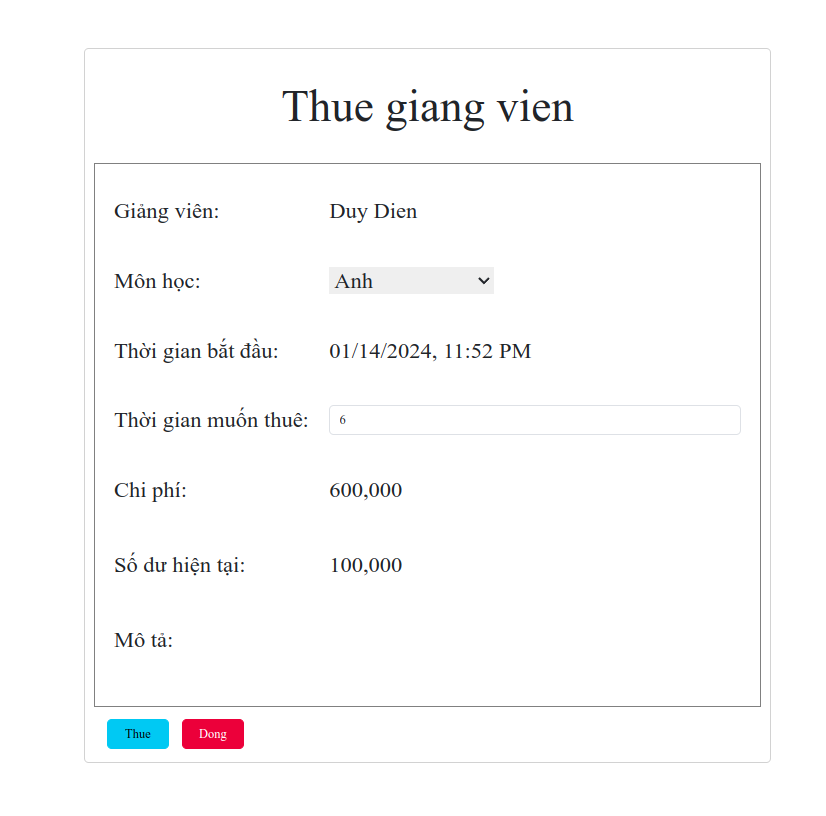 Thue giang vien
Giảng viên: Duy Dien
Môn học: Anh
Thời gian bắt đầu: 01/14/2024, 11:52 PM
Thời gian muốn thuê: 6
Chi phí: 600,000
Số dư hiện tại: 100,000
Mô tả:
Thue Dong